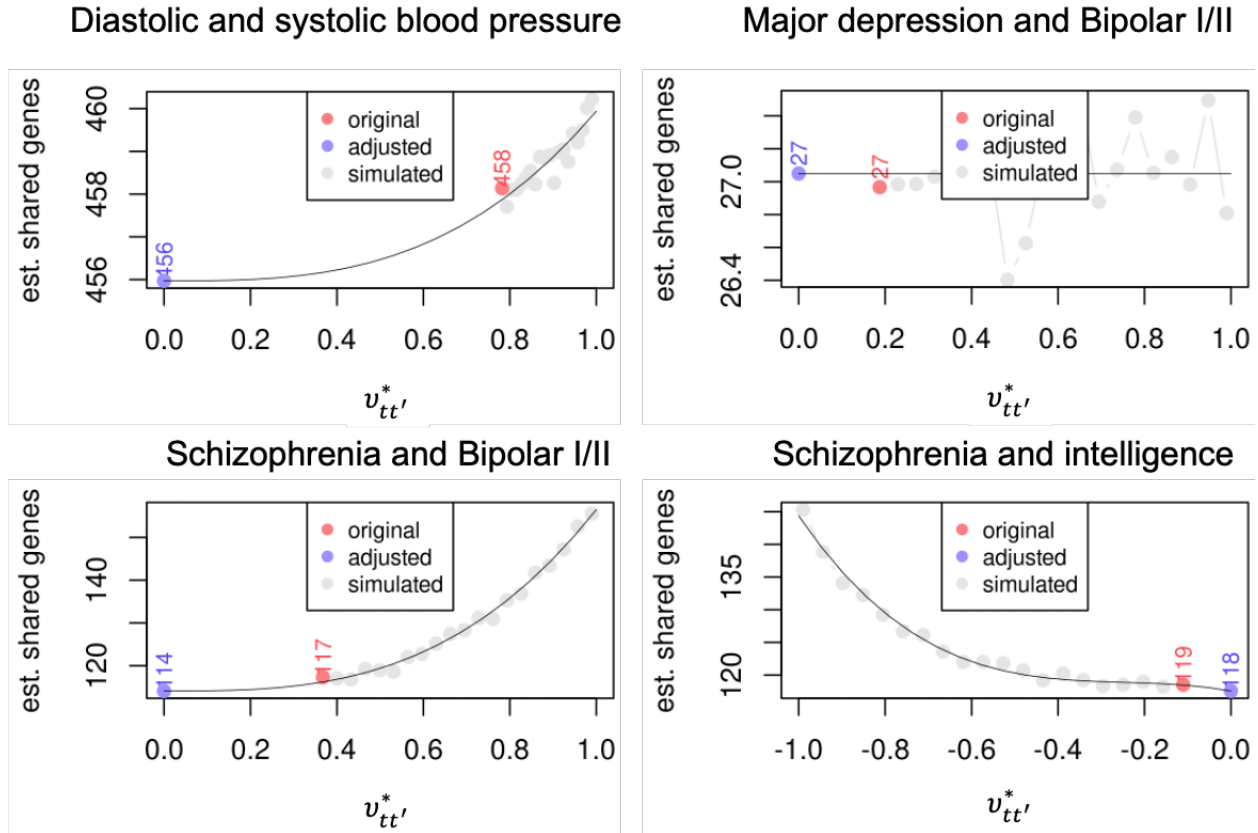 Diastolic and systolic blood pressure
est. shared genes
460
458
456
original
adjusted
simulated
456
458
0.0 0.2 0.4 0.6 0.8 1.0
υ*tt′
Major depression and Bipolar I/II
est. shared genes
27.0
26.4
original
adjusted
simulated
27
27
0.0 0.2 0.4 0.6 0.8 1.0
υ*tt′
Schizophrenia and Bipolar I/II
est. shared genes
140
120
original
adjusted
simulated
114
117
0.0 0.2 0.4 0.6 0.8 1.0
υ*tt′
Schizophrenia and intelligence
est. shared genes
135
120
original
adjusted
simulated
119
118
-1.0 -0.8 -0.6 -0.4 -0.2 0.0
υ*tt′